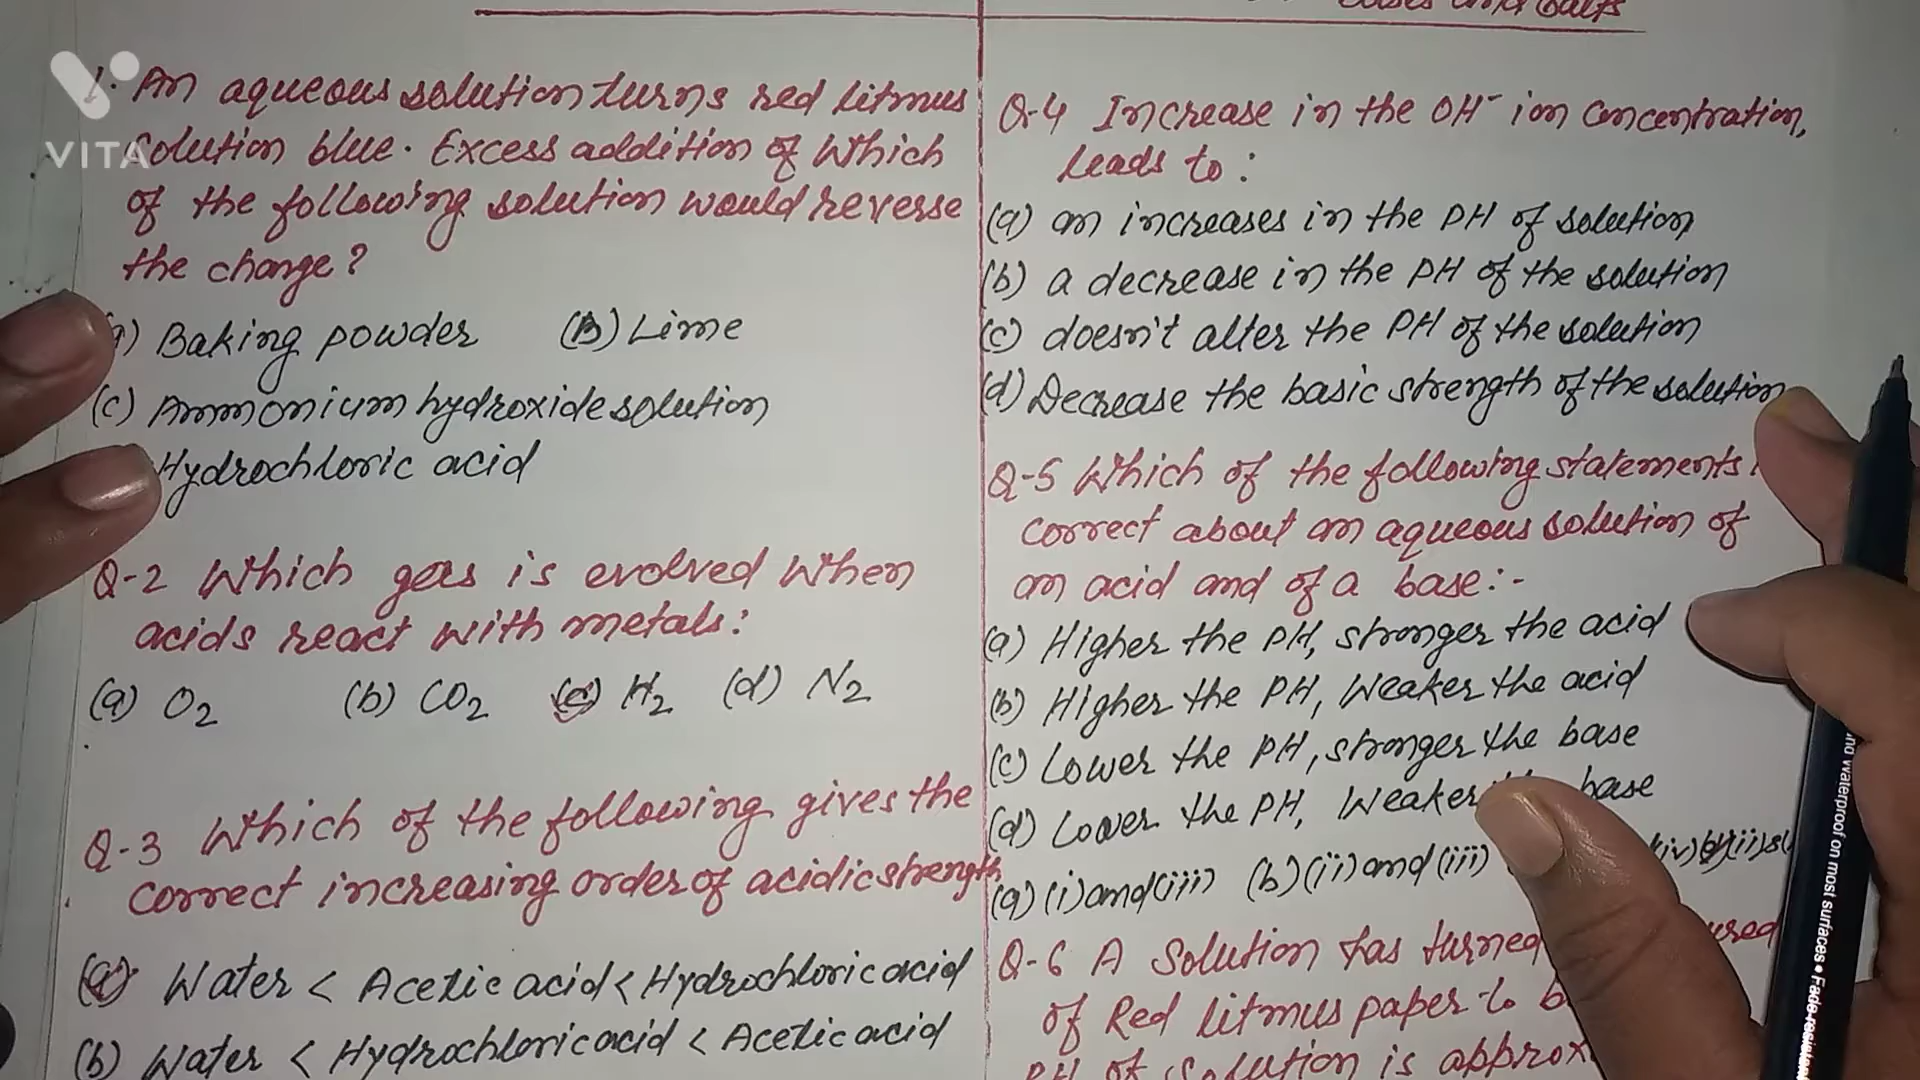 Bases and Salts
VITA
1. An aqueous solution turns red litmus
Solution blue. Excess addition of Which
of the following solution would reverse
the change?
Baking powder (B) Lime
(C) Ammonium hydroxide solution
Hydrochloric acid
Q-2 Which gas is evolved When
acids react with metals:
(a) O2 (b) CO2 (c) H2 (d) N2
Q-3 Which of the following gives the
correct increasing order of acidic strength
(a) Water < Acetic acid < Hydrochloric acid
(b) Water < Hydrochloric acid < Acetic acid
Q-4 Increase in the OH- ion concentration,
leads to:
(a) an increases in the PH of solution
(b) a decrease in the PH of the solution
(c) doesn't alter the PH of the solution
(d) Decrease the basic strength of the solution
Q-5 Which of the following statements
correct about an aqueous solution of
an acid and of a base:-
(a) Higher the PH, stronger the acid
(b) Higher the PH, Weaker the acid
(c) Lower the PH, stronger the base
(d) Lower the PH, Weaker base
(a) (i) and (iii) (b) (ii) and (iii)
Q-6 A Solution has turned
of Red litmus paper to
PH of solution is
and waterproof on most surfaces • Fade resistant